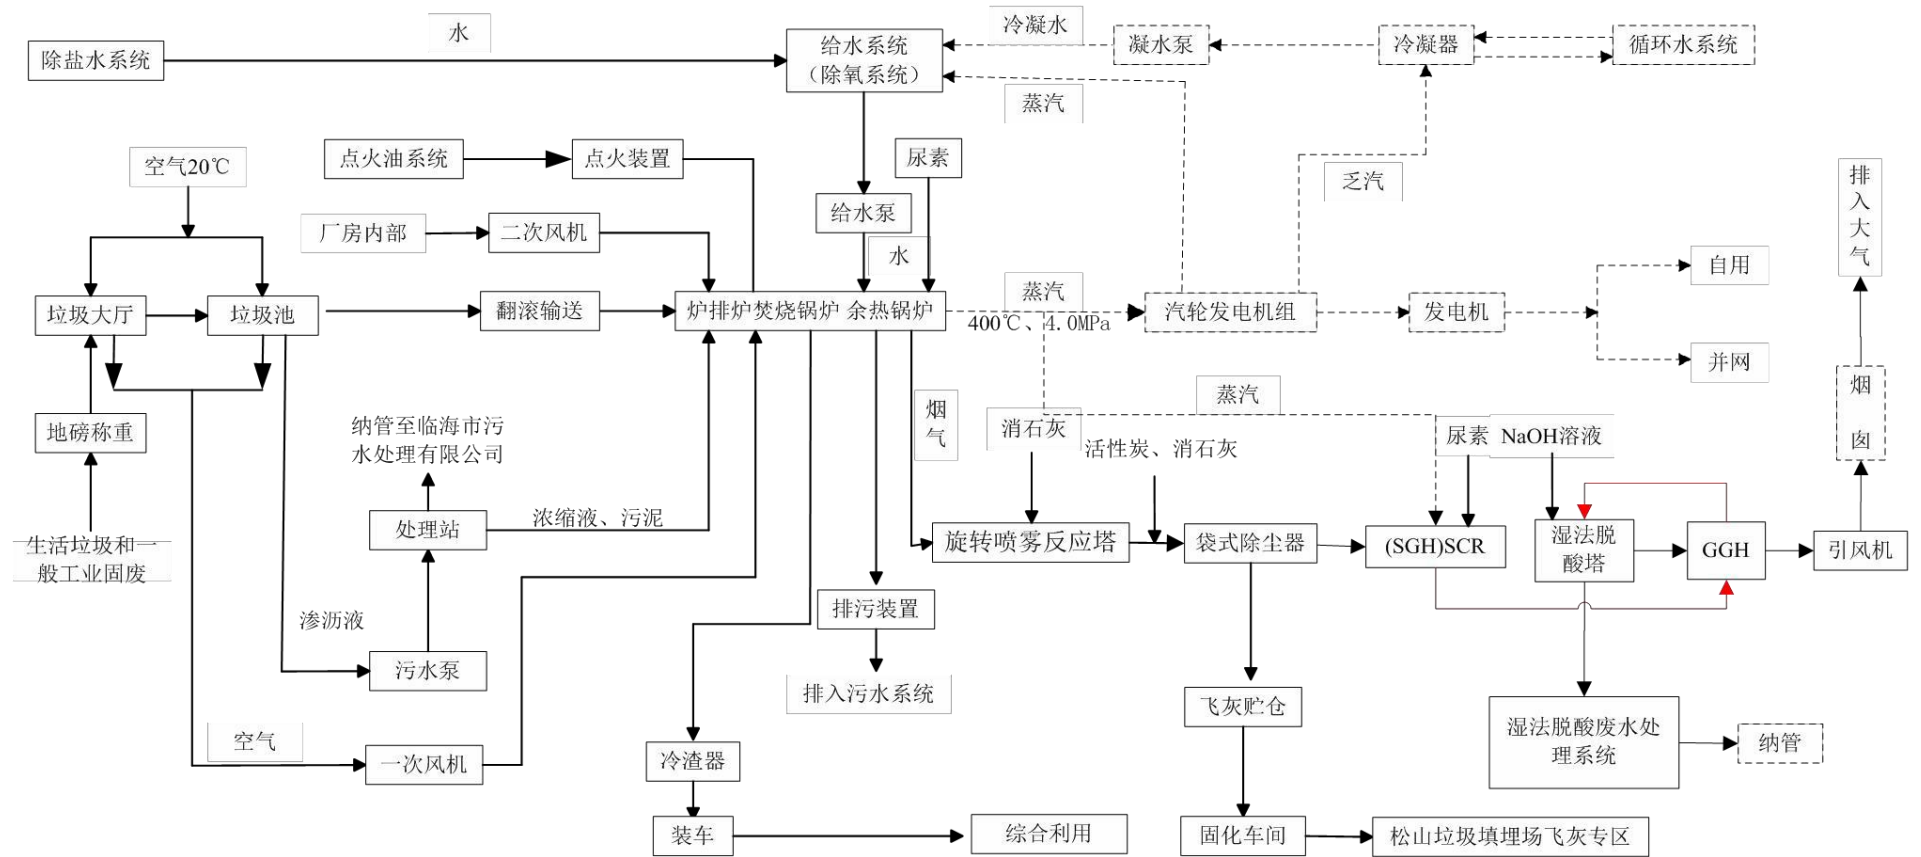 水
冷凝水
除盐水系统
给水系统
（除氧系统）
凝水泵
冷凝器
循环水系统
蒸汽
点火油系统
点火装置
尿素
空气20℃
乏汽
排入大气
给水泵
厂房内部
二次风机
水
自用
垃圾大厅
垃圾池
翻滚输送
炉排炉焚烧锅炉 余热锅炉
蒸汽
400℃、4.0MPa
汽轮发电机组
发电机
并网
蒸汽
烟气
烟囱
地磅称重
纳管至临海市污
水处理有限公司
消石灰
活性炭、消石灰
尿素
NaOH溶液
处理站
浓缩液、污泥
生活垃圾和一
般工业固废
旋转喷雾反应塔
袋式除尘器
(SGH)SCR
湿法脱
酸塔
GGH
引风机
渗沥液
排污装置
污水泵
排入污水系统
飞灰贮仓
湿法脱酸废水处
理系统
纳管
空气
一次风机
冷渣器
装车
综合利用
固化车间
松山垃圾填埋场飞灰专区